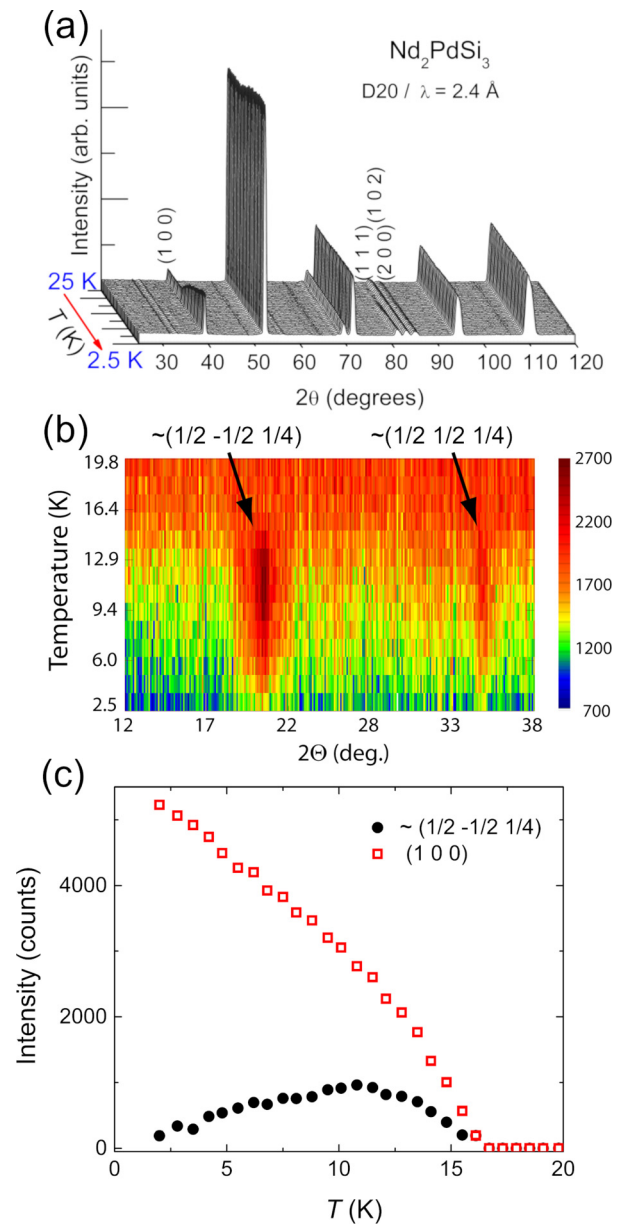 (a)
Nd₂PdSi₃
D20 / λ = 2.4 Å
Intensity (arb. units)
(1 0 0)
(1 1 1)
(2 0 0)
(1 0 2)
25 K
T (K)
2.5 K
30 40 50 60 70 80 90 100 110 120
2θ (degrees)
(b)
~(1/2 -1/2 1/4) ~(1/2 1/2 1/4)
19.8
16.4
12.9
9.4
6.0
2.5
Temperature (K)
12 17 22 28 33 38
2Θ (deg.)
2700
2200
1700
1200
700
(c)
~ (1/2 -1/2 1/4)
(1 0 0)
4000
2000
0
Intensity (counts)
0 5 10 15 20
T (K)